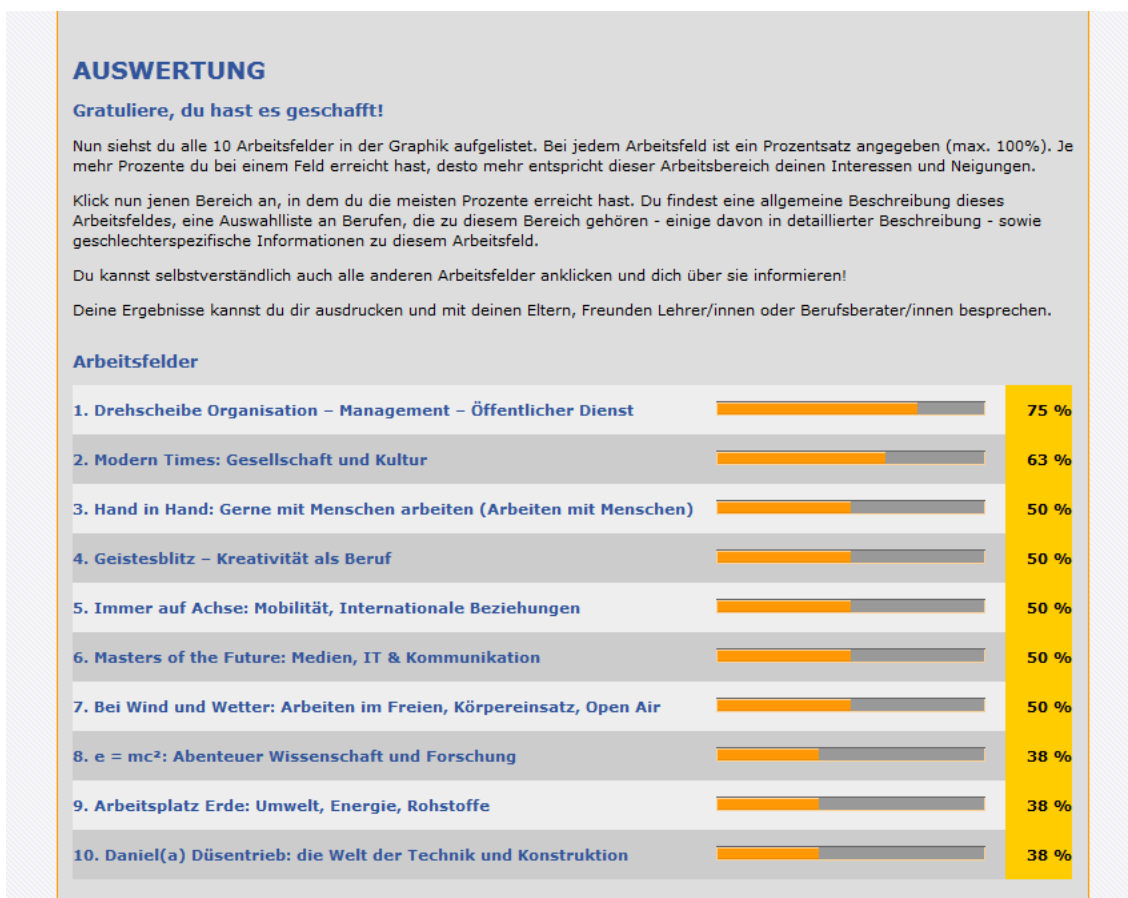 AUSWERTUNG
Gratuliere, du hast es geschafft!
Nun siehst du alle 10 Arbeitsfelder in der Graphik aufgelistet. Bei jedem Arbeitsfeld ist ein Prozentsatz angegeben (max. 100%). Je
mehr Prozente du bei einem Feld erreicht hast, desto mehr entspricht dieser Arbeitsbereich deinen Interessen und Neigungen.
Klick nun jenen Bereich an, in dem du die meisten Prozente erreicht hast. Du findest eine allgemeine Beschreibung dieses
Arbeitsfeldes, eine Auswahlliste an Berufen, die zu diesem Bereich gehören - einige davon in detaillierter Beschreibung - sowie
geschlechterspezifische Informationen zu diesem Arbeitsfeld.
Du kannst selbstverständlich auch alle anderen Arbeitsfelder anklicken und dich über sie informieren!
Deine Ergebnisse kannst du dir ausdrucken und mit deinen Eltern, Freunden Lehrer/innen oder Berufsberater/innen besprechen.
Arbeitsfelder
1. Drehscheibe Organisation – Management – Öffentlicher Dienst 75 %
2. Modern Times: Gesellschaft und Kultur 63 %
3. Hand in Hand: Gerne mit Menschen arbeiten (Arbeiten mit Menschen) 50 %
4. Geistesblitz – Kreativität als Beruf 50 %
5. Immer auf Achse: Mobilität, Internationale Beziehungen 50 %
6. Masters of the Future: Medien, IT & Kommunikation 50 %
7. Bei Wind und Wetter: Arbeiten im Freien, Körpereinsatz, Open Air 50 %
8. e = mc²: Abenteuer Wissenschaft und Forschung 38 %
9. Arbeitsplatz Erde: Umwelt, Energie, Rohstoffe 38 %
10. Daniel(a) Düsentrieb: die Welt der Technik und Konstruktion 38 %